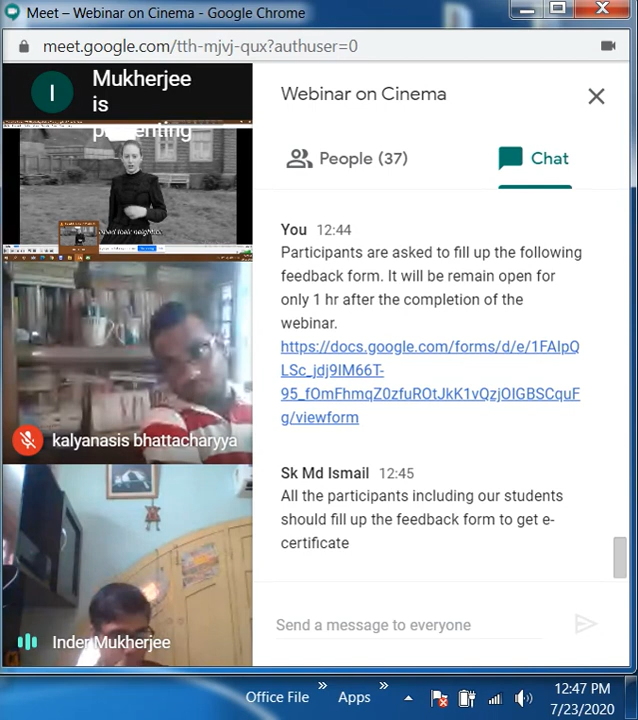 Meet – Webinar on Cinema - Google Chrome
meet.google.com/tth-mjvj-qux?authuser=0
I
Mukherjee
is
presenting
kalyanasis bhattacharyya
Inder Mukherjee
Webinar on Cinema
People (37)
Chat
You 12:44
Participants are asked to fill up the following
feedback form. It will be remain open for
only 1 hr after the completion of the
webinar.
https://docs.google.com/forms/d/e/1FAIpQ
LSc_jdj9IM66T-
95_fOmFhmqZ0zfuROtJkK1vQzjOIGBSCquF
g/viewform
Sk Md Ismail 12:45
All the participants including our students
should fill up the feedback form to get e-
certificate
Send a message to everyone
Office File » Apps »
12:47 PM
7/23/2020